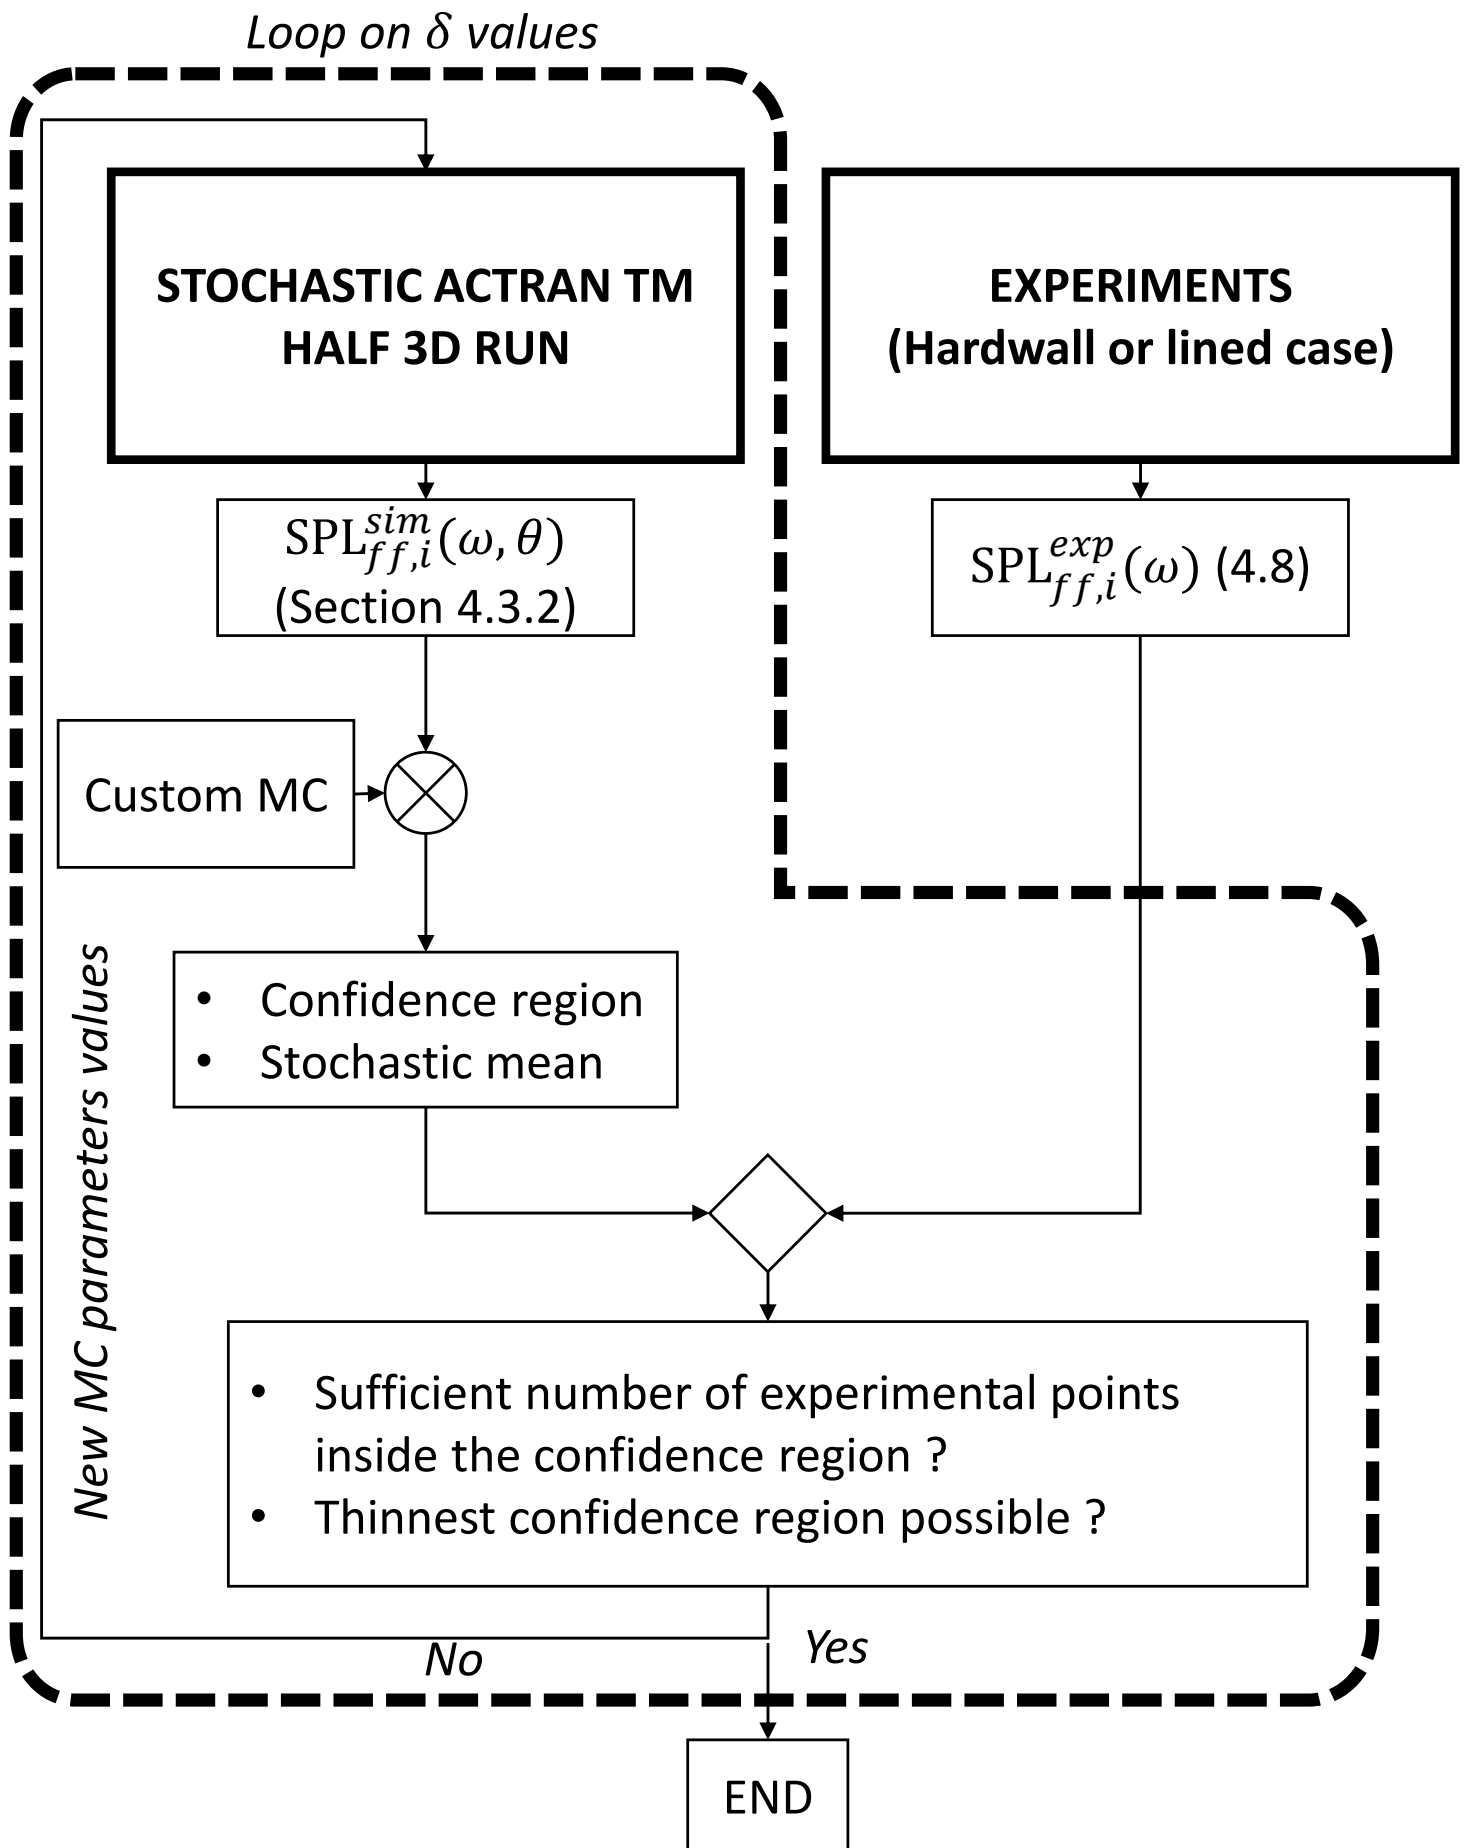 Loop on δ values
STOCHASTIC ACTRAN TM
HALF 3D RUN
EXPERIMENTS
(Hardwall or lined case)
SPL_{ff,i}^{sim}(ω, θ)
(Section 4.3.2)
SPL_{ff,i}^{exp}(ω) (4.8)
Custom MC
New MC parameters values
• Confidence region
• Stochastic mean
• Sufficient number of experimental points
inside the confidence region ?
• Thinnest confidence region possible ?
No
Yes
END